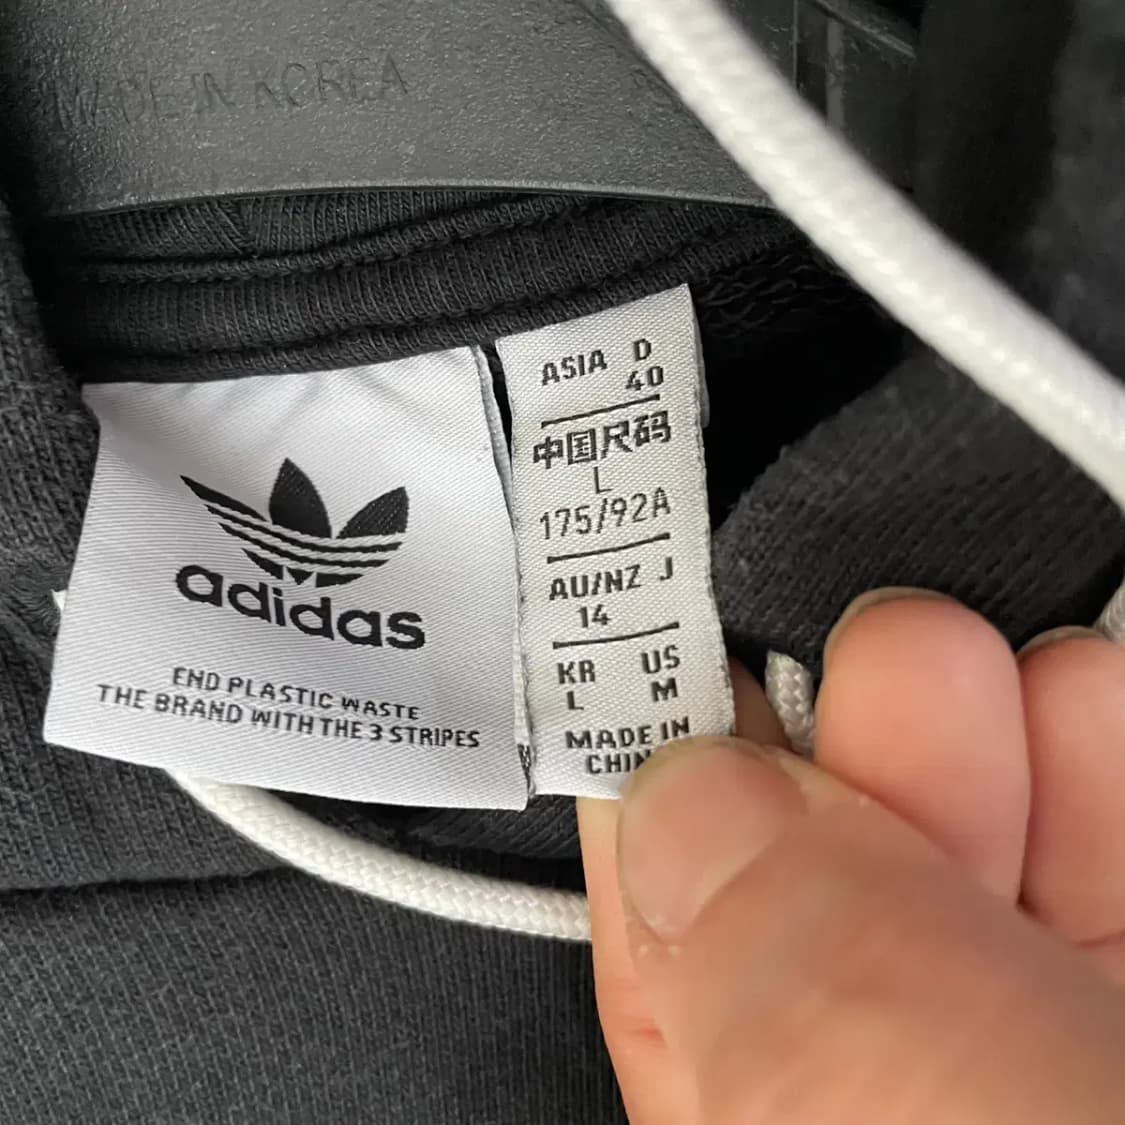 MADE IN KOREA
adidas
END PLASTIC WASTE
THE BRAND WITH THE 3 STRIPES
ASIA D
40
中国尺码
L
175/92A
AU/NZ J
14
KR US
L M
MADE IN